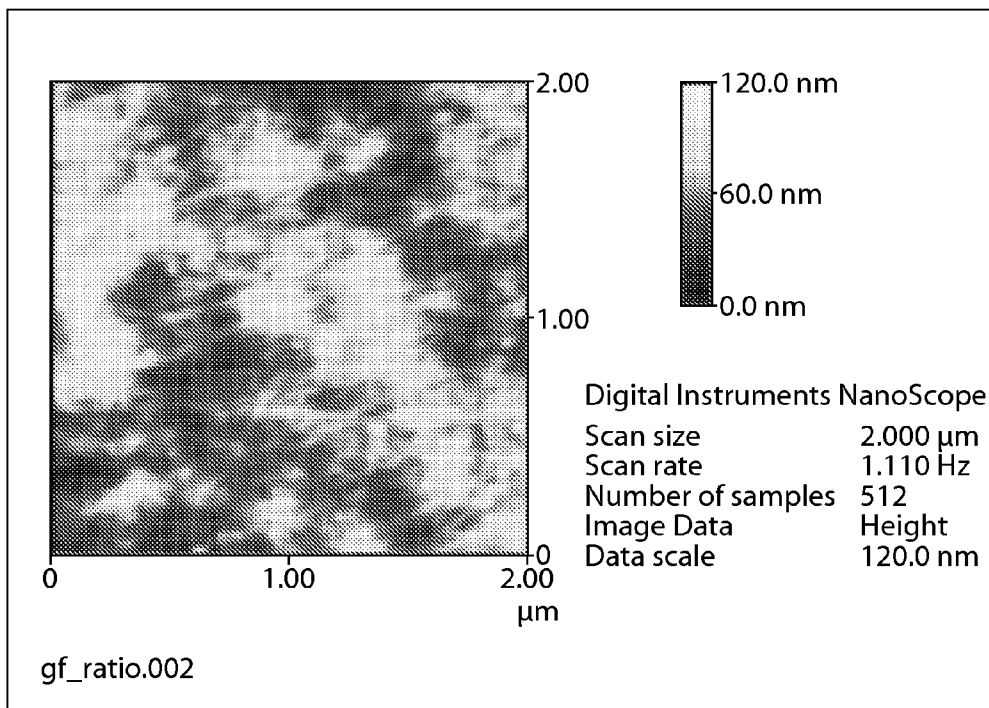 2.00
1.00
0
0
1.00
2.00
µm
120.0 nm
60.0 nm
0.0 nm
Digital Instruments NanoScope
Scan size 2.000 µm
Scan rate 1.110 Hz
Number of samples 512
Image Data Height
Data scale 120.0 nm
gf_ratio.002